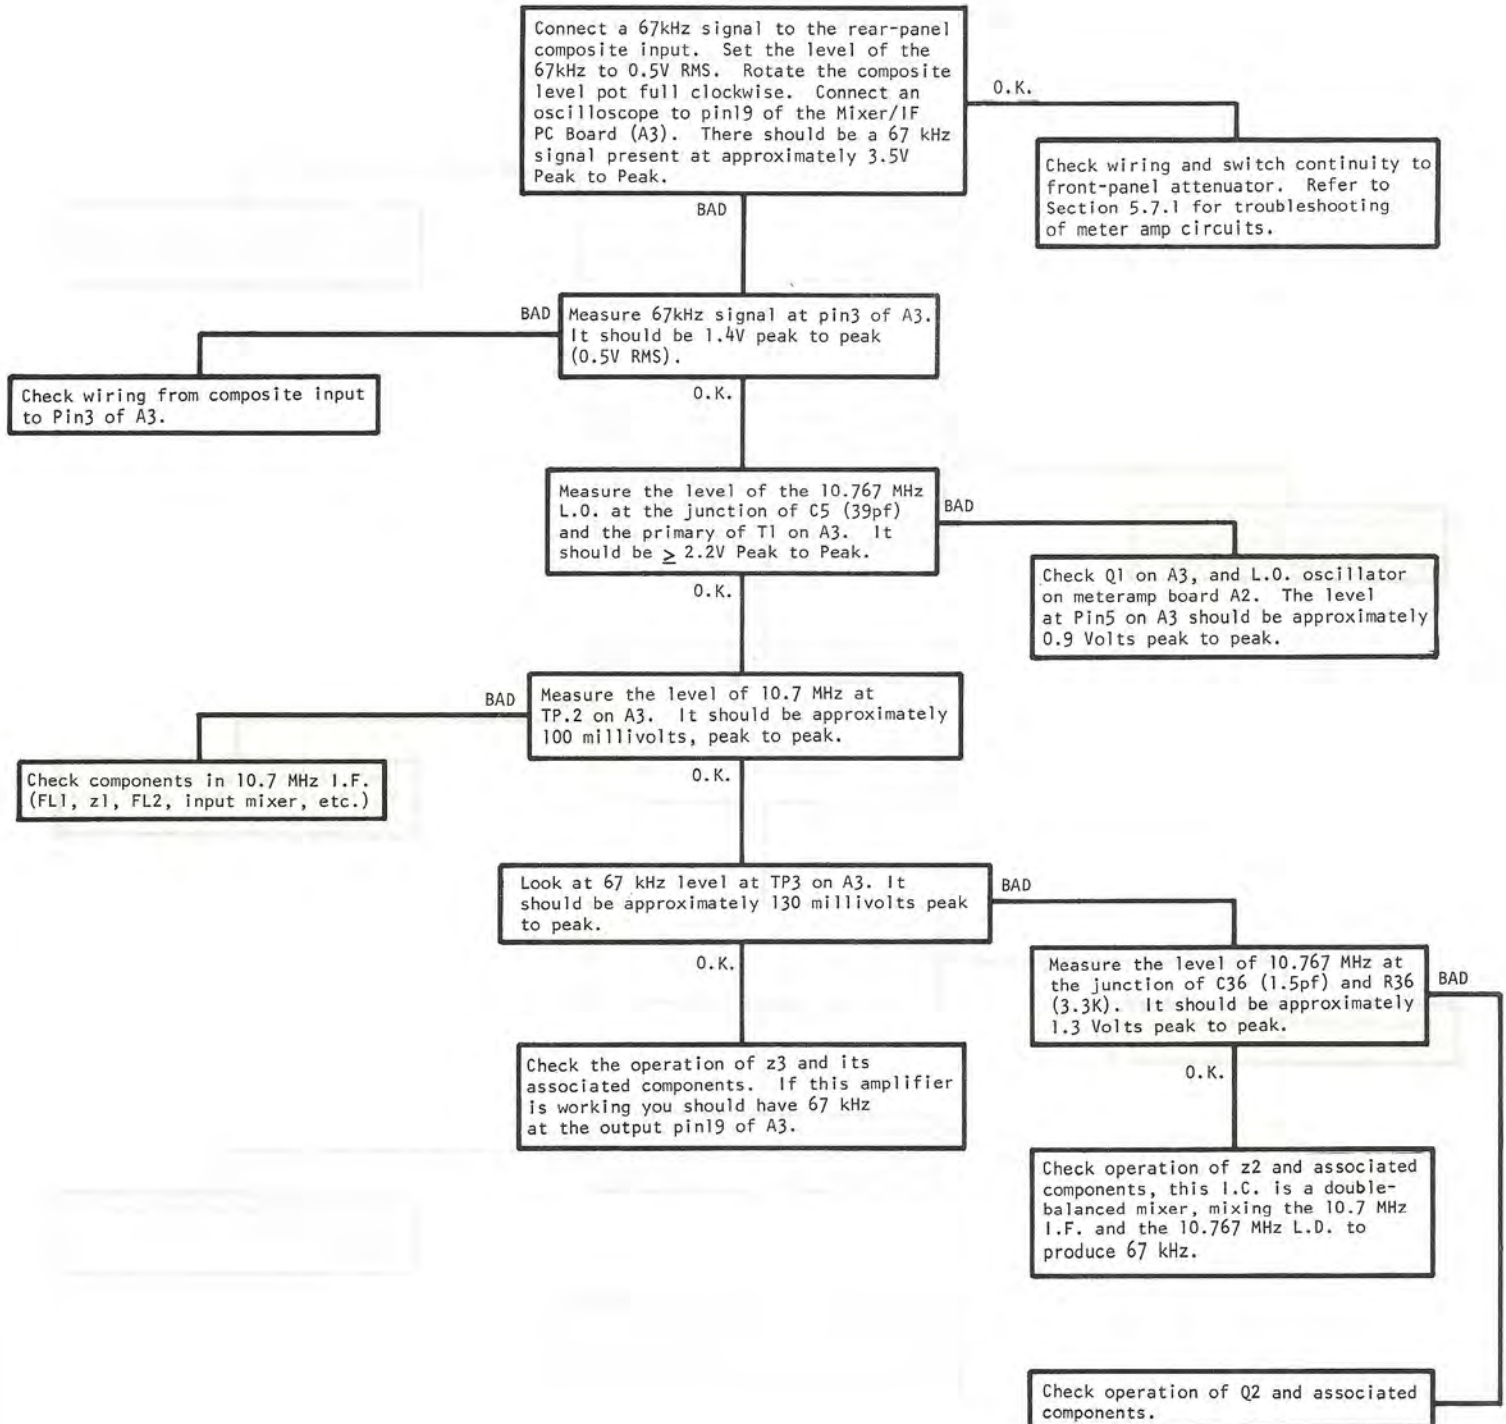 Connect a 67kHz signal to the rear-panel
composite input. Set the level of the
67kHz to 0.5V RMS. Rotate the composite
level pot full clockwise. Connect an
oscilloscope to pin19 of the Mixer/IF
PC Board (A3). There should be a 67 kHz
signal present at approximately 3.5V
Peak to Peak.
O.K.
Check wiring and switch continuity to
front-panel attenuator. Refer to
Section 5.7.1 for troubleshooting
of meter amp circuits.
BAD
BAD
Measure 67kHz signal at pin3 of A3.
It should be 1.4V peak to peak
(0.5V RMS).
Check wiring from composite input
to Pin3 of A3.
O.K.
Measure the level of the 10.767 MHz
L.O. at the junction of C5 (39pf)
and the primary of T1 on A3. It
should be ≥ 2.2V Peak to Peak.
BAD
Check Q1 on A3, and L.O. oscillator
on meteramp board A2. The level
at Pin5 on A3 should be approximately
0.9 Volts peak to peak.
O.K.
BAD
Measure the level of 10.7 MHz at
TP.2 on A3. It should be approximately
100 millivolts, peak to peak.
Check components in 10.7 MHz I.F.
(FL1, z1, FL2, input mixer, etc.)
O.K.
Look at 67 kHz level at TP3 on A3. It
should be approximately 130 millivolts peak
to peak.
BAD
O.K.
Measure the level of 10.767 MHz at
the junction of C36 (1.5pf) and R36
(3.3K). It should be approximately
1.3 Volts peak to peak.
BAD
Check the operation of z3 and its
associated components. If this amplifier
is working you should have 67 kHz
at the output pin19 of A3.
O.K.
Check operation of z2 and associated
components, this I.C. is a double-
balanced mixer, mixing the 10.7 MHz
I.F. and the 10.767 MHz L.D. to
produce 67 kHz.
Check operation of Q2 and associated
components.